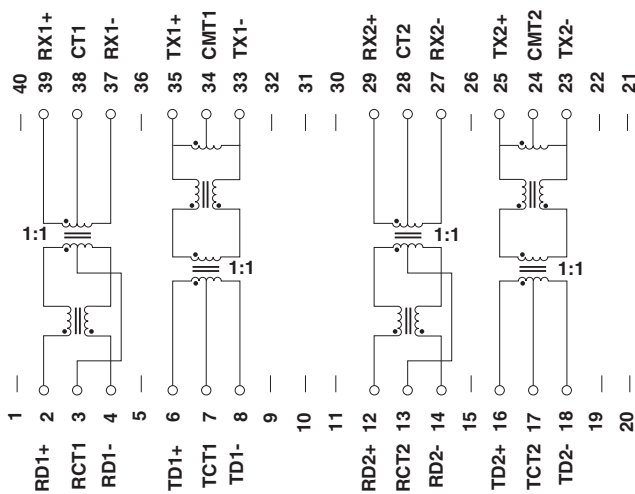 40
39 RX1+
38 CT1
37 RX1-
36
35 TX1+
34 CMT1
33 TX1-
32
31
30
29 RX2+
28 CT2
27 RX2-
26
25 TX2+
24 CMT2
23 TX2-
22
21
1:1
1:1
1:1
1:1
1
RD1+ 2
RCT1 3
RD1- 4
5
TD1+ 6
TCT1 7
TD1- 8
9
10
11
RD2+ 12
RCT2 13
RD2- 14
15
TD2+ 16
TCT2 17
TD2- 18
19
20